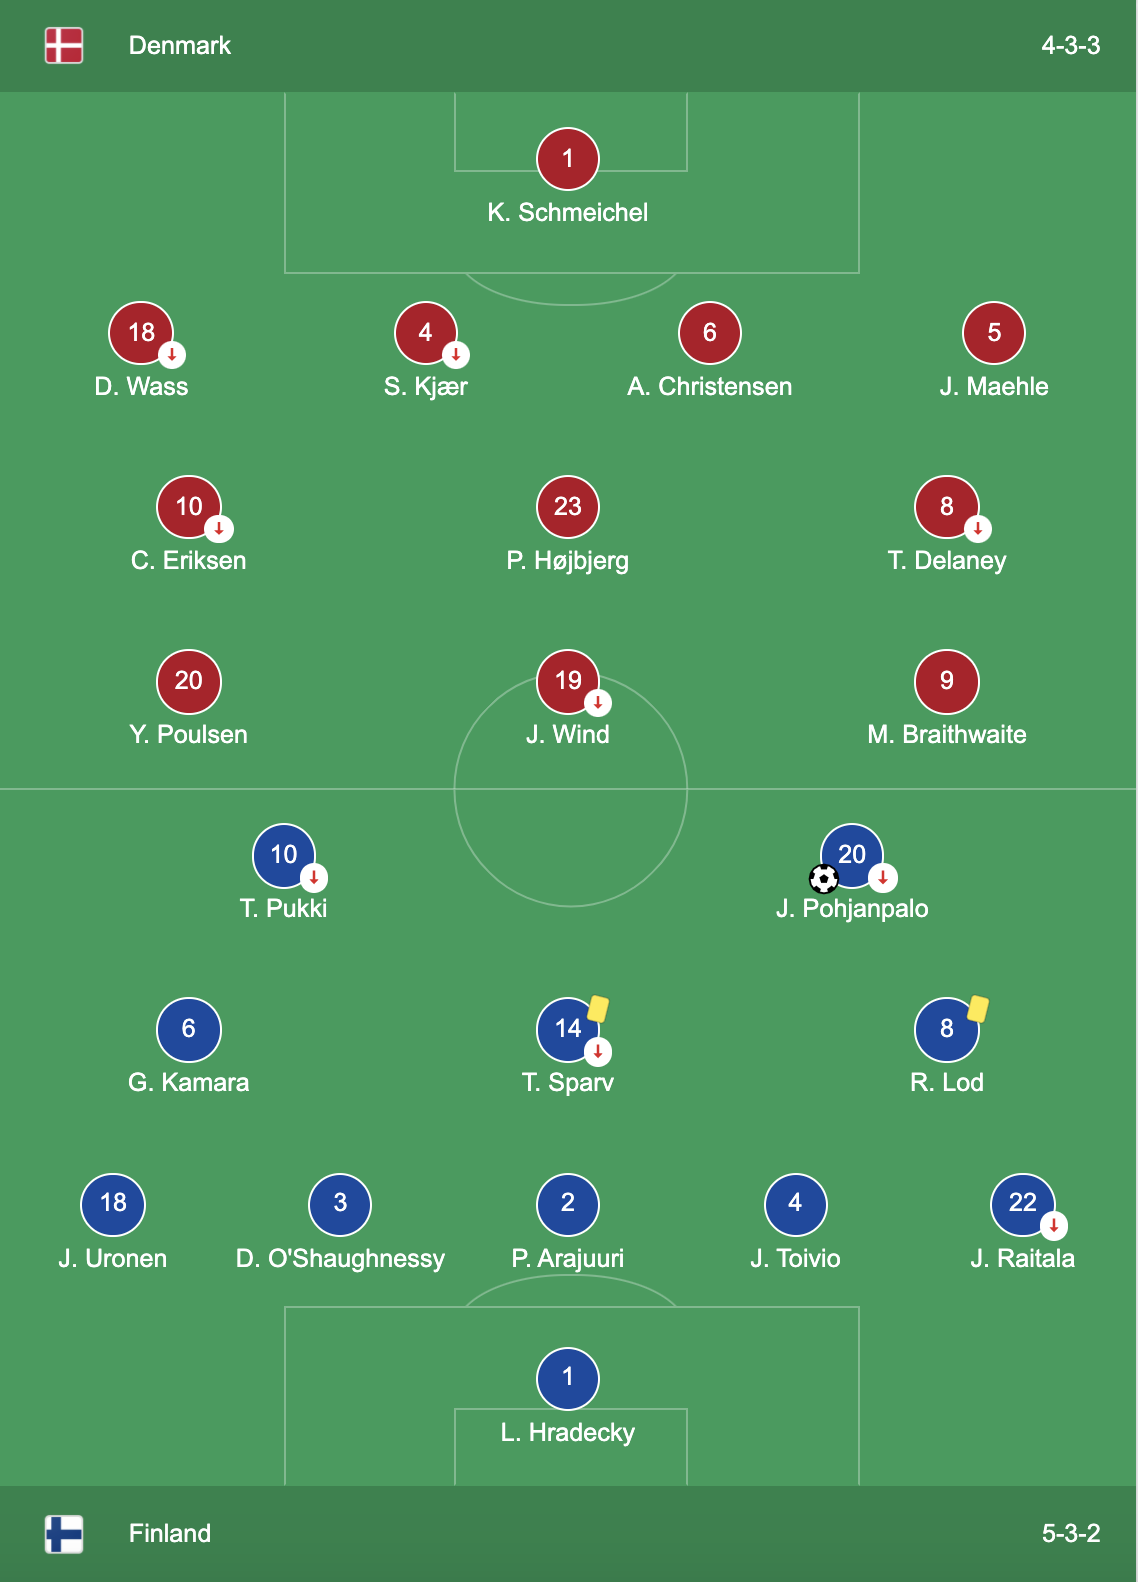 Denmark 4-3-3
1
K. Schmeichel
18 4 6 5
D. Wass S. Kjær A. Christensen J. Maehle
10 23 8
C. Eriksen P. Højbjerg T. Delaney
20 19 9
Y. Poulsen J. Wind M. Braithwaite
10 20
T. Pukki J. Pohjanpalo
6 14 8
G. Kamara T. Sparv R. Lod
18 3 2 4 22
J. Uronen D. O'Shaughnessy P. Arajuuri J. Toivio J. Raitala
1
L. Hradecky
Finland 5-3-2